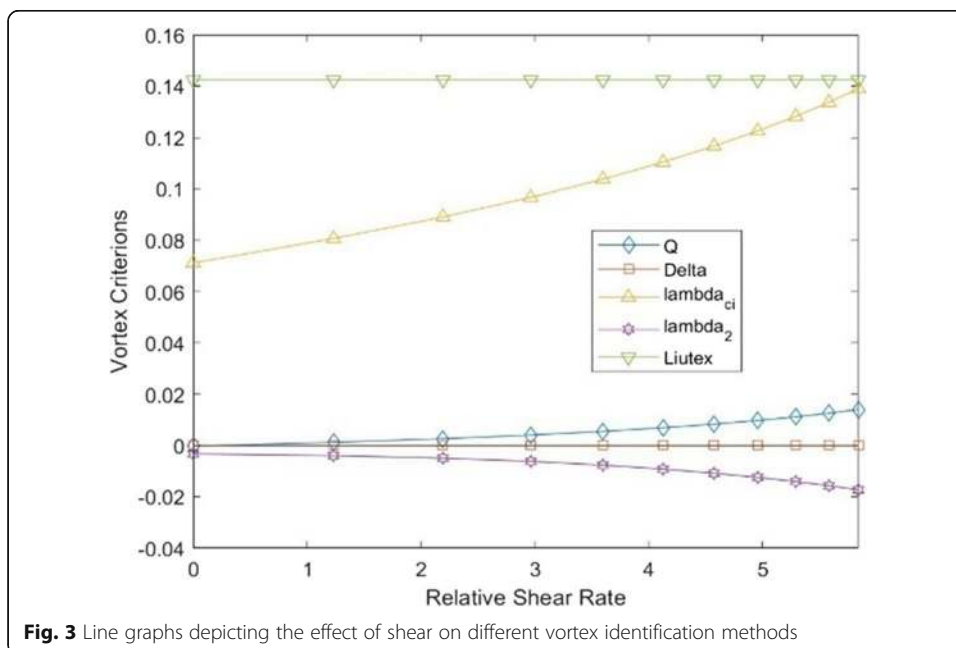 0.16
0.14
0.12
0.1
0.08
0.06
0.04
0.02
0
-0.02
-0.04
Vortex Criterions
Q
Delta
lambda_ci
lambda_2
Liutex
0 1 2 3 4 5
Relative Shear Rate
Fig. 3 Line graphs depicting the effect of shear on different vortex identification methods